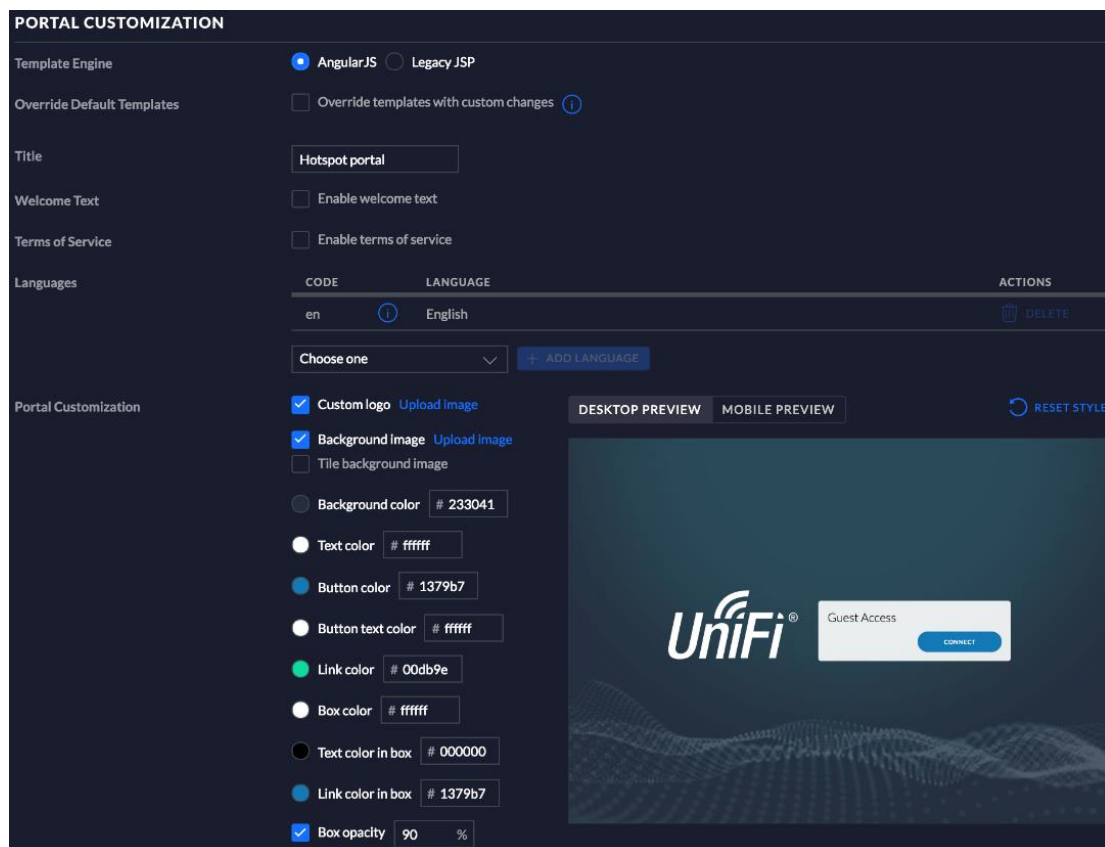 PORTAL CUSTOMIZATION
Template Engine AngularJS Legacy JSP
Override Default Templates Override templates with custom changes
Title Hotspot portal
Welcome Text Enable welcome text
Terms of Service Enable terms of service
Languages CODE LANGUAGE ACTIONS
en English DELETE
Choose one + ADD LANGUAGE
Portal Customization Custom logo Upload image DESKTOP PREVIEW MOBILE PREVIEW RESET STYLE
Background image Upload image
Tile background image
Background color # 233041
Text color # ffffff
Button color # 1379b7
Button text color # ffffff
Link color # 00db9e
Box color # ffffff
Text color in box # 000000
Link color in box # 1379b7
Box opacity 90 %
UniFi®
Guest Access
CONNECT